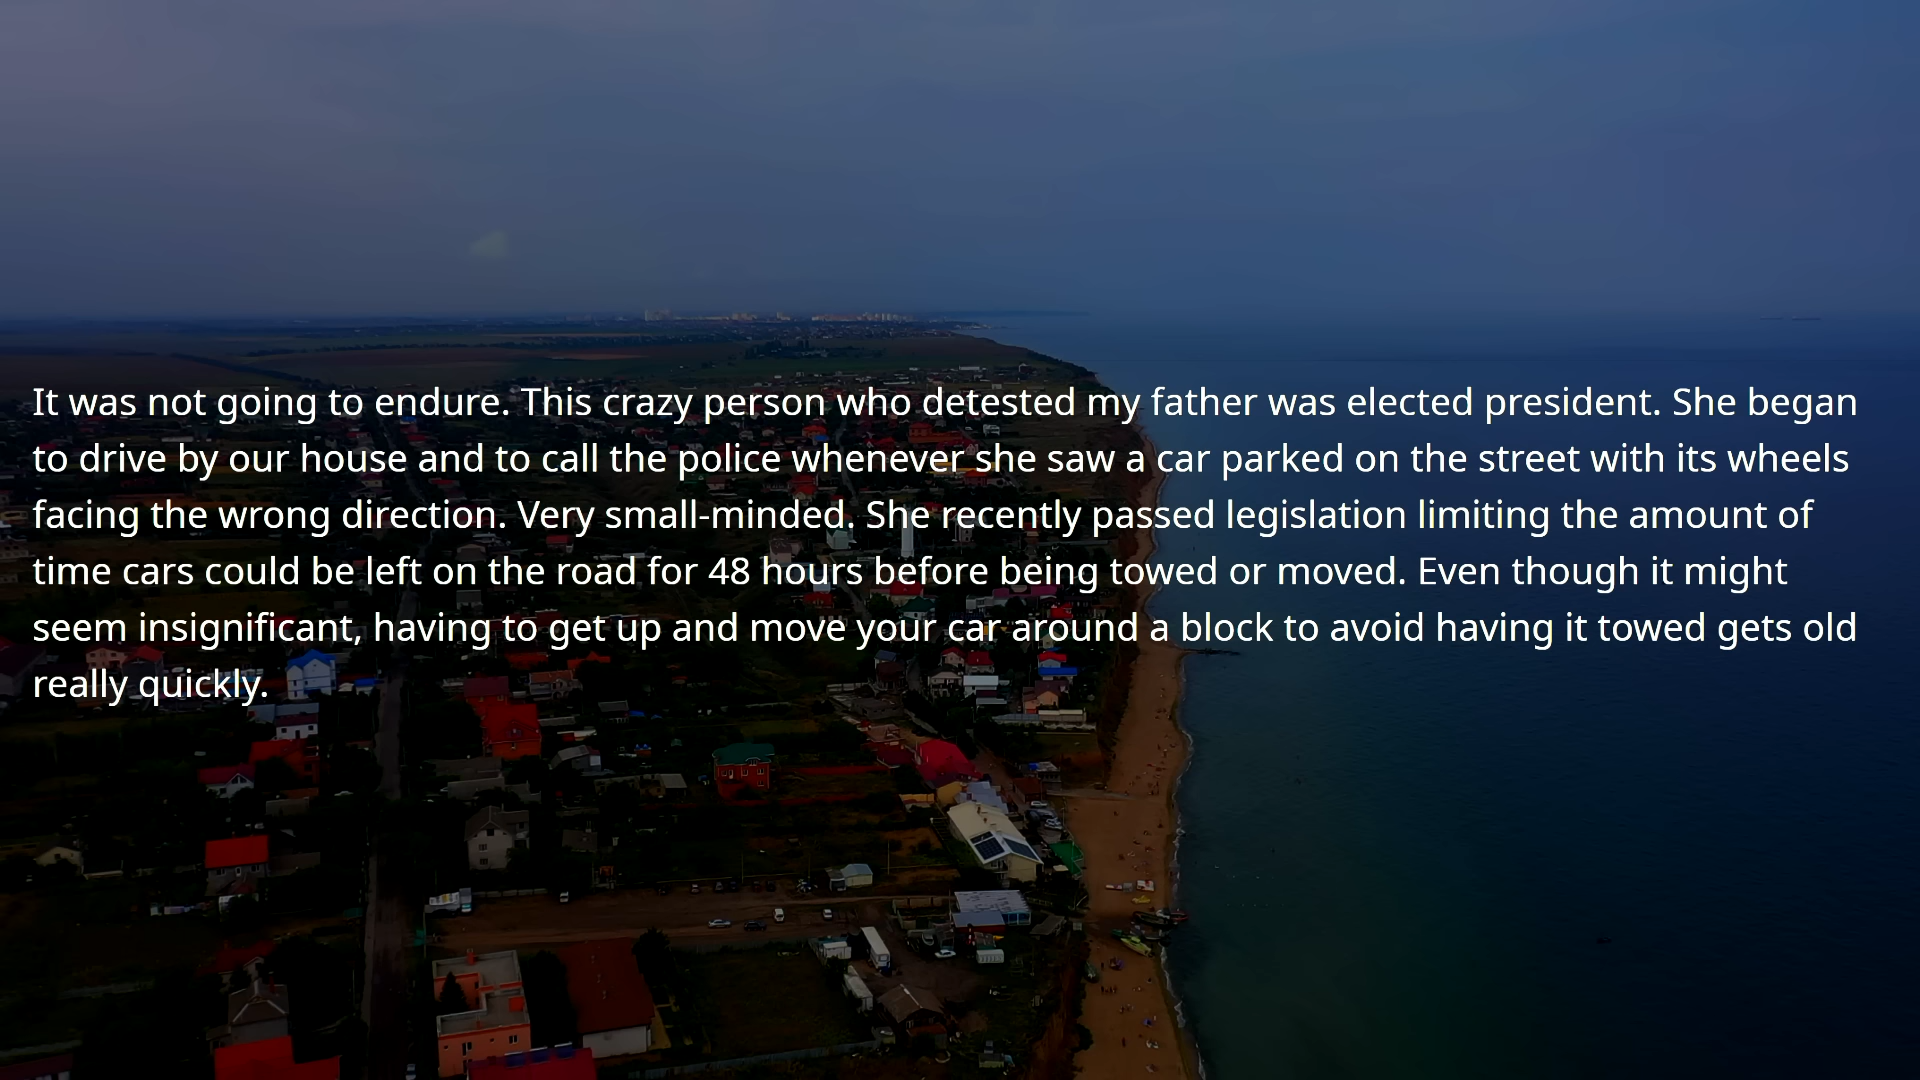 It was not going to endure. This crazy person who detested my father was elected president. She began
to drive by our house and to call the police whenever she saw a car parked on the street with its wheels
facing the wrong direction. Very small-minded. She recently passed legislation limiting the amount of
time cars could be left on the road for 48 hours before being towed or moved. Even though it might
seem insignificant, having to get up and move your car around a block to avoid having it towed gets old
really quickly.